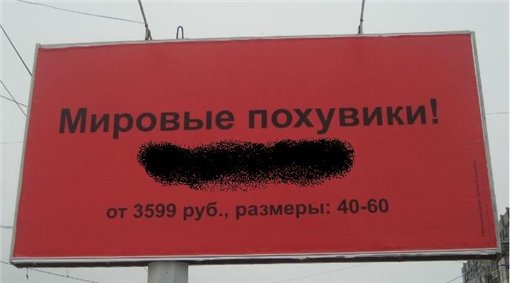 Мировые похувики!
от 3599 руб., размеры: 40-60